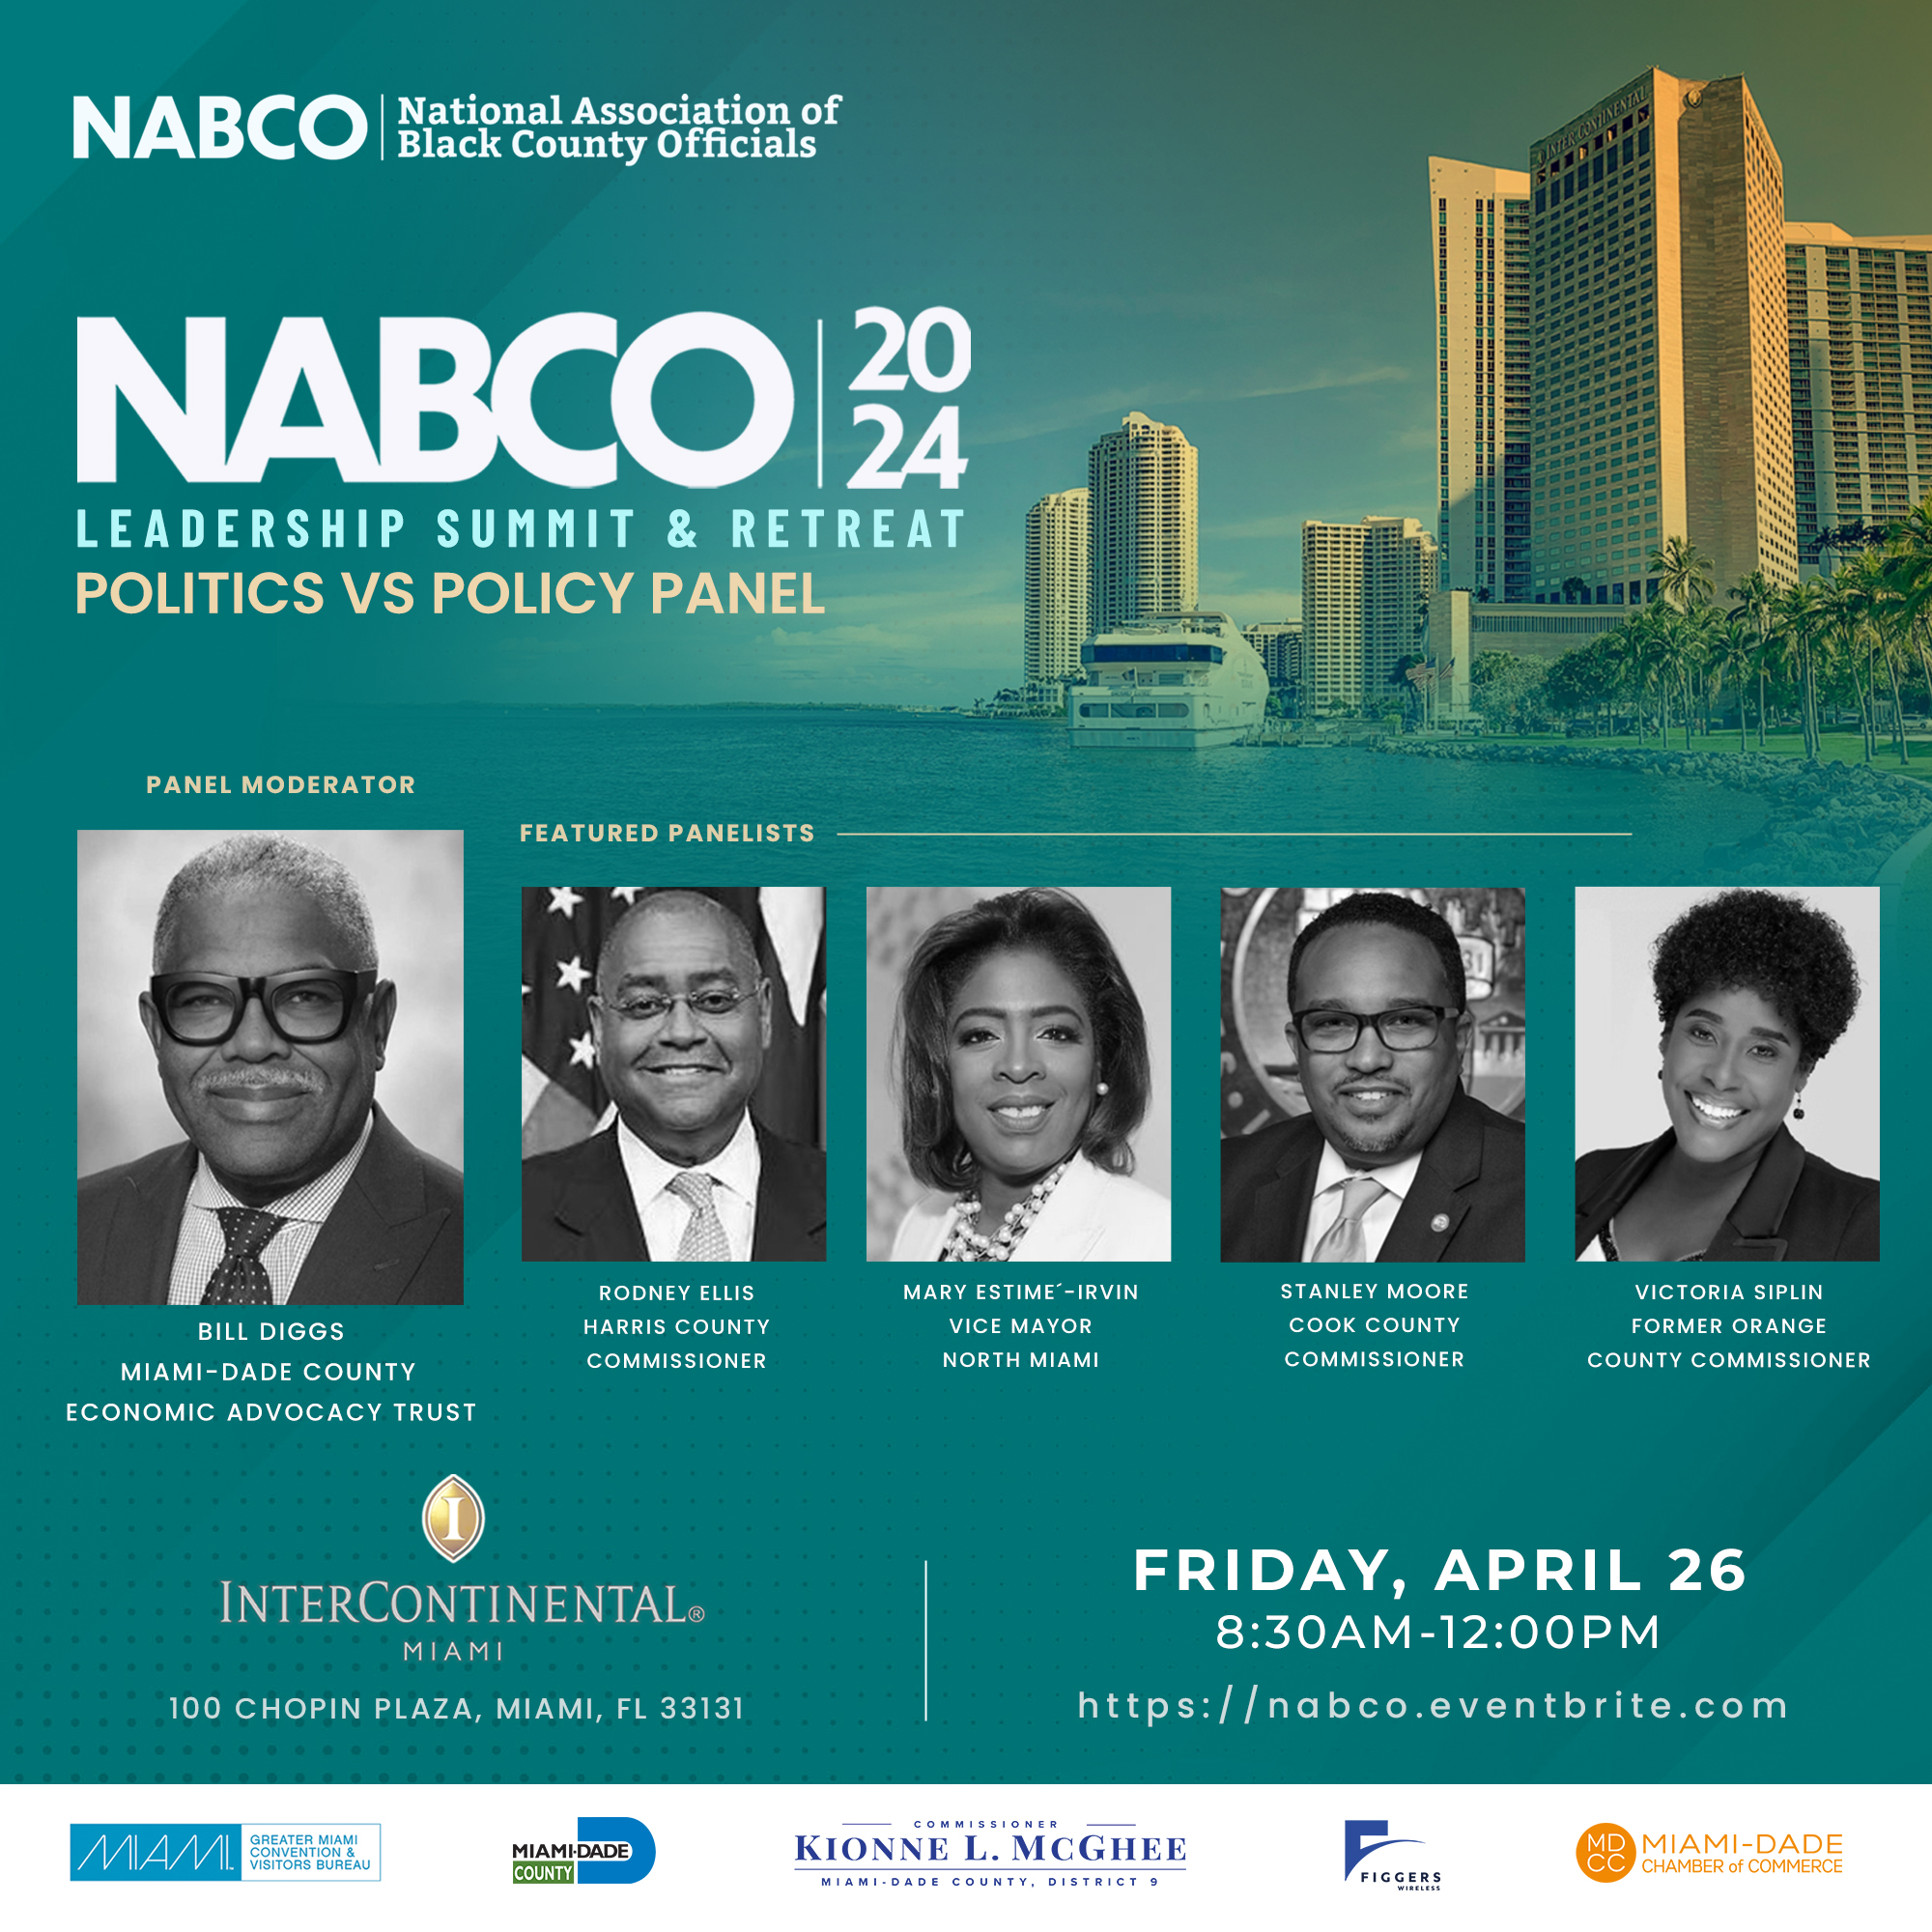 NABCO
National Association of
Black County Officials
INTERCONTINENTAL
NABCO
20
24
LEADERSHIP SUMMIT & RETREAT
POLITICS VS POLICY PANEL
PANEL MODERATOR
FEATURED PANELISTS
BILL DIGGS
MIAMI-DADE COUNTY
ECONOMIC ADVOCACY TRUST
RODNEY ELLIS
HARRIS COUNTY
COMMISSIONER
MARY ESTIME´-IRVIN
VICE MAYOR
NORTH MIAMI
STANLEY MOORE
COOK COUNTY
COMMISSIONER
VICTORIA SIPLIN
FORMER ORANGE
COUNTY COMMISSIONER
I
INTERCONTINENTAL®
MIAMI
100 CHOPIN PLAZA, MIAMI, FL 33131
FRIDAY, APRIL 26
8:30AM-12:00PM
https://nabco.eventbrite.com
MIAMI
GREATER MIAMI
CONVENTION &
VISITORS BUREAU
MIAMI-DADE
COUNTY
COMMISSIONER
KIONNE L. MCGHEE
MIAMI-DADE COUNTY, DISTRICT 9
FIGGERS
WIRELESS
MD
CC
MIAMI-DADE
CHAMBER of COMMERCE